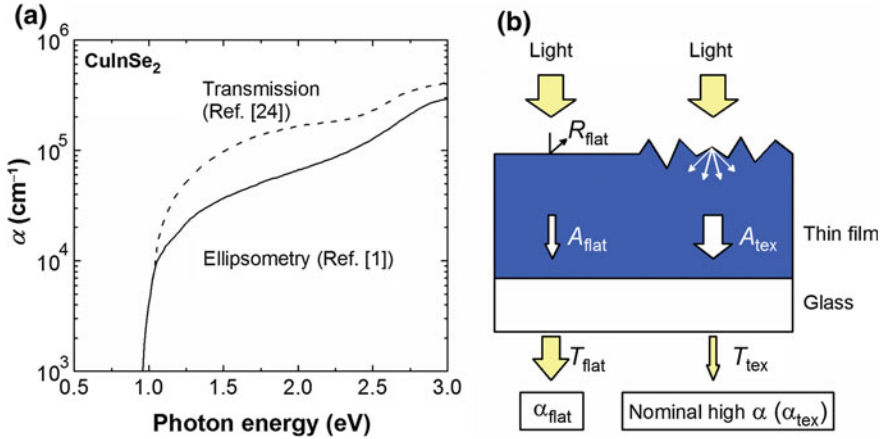 (a)
10⁶
10⁵
10⁴
10³
α (cm⁻¹)
CuInSe₂
Transmission
(Ref. [24])
Ellipsometry (Ref. [1])
0.5 1.0 1.5 2.0 2.5 3.0
Photon energy (eV)
(b)
Light Light
R_flat
A_flat A_tex
Thin film
Glass
T_flat T_tex
α_flat Nominal high α (α_tex)